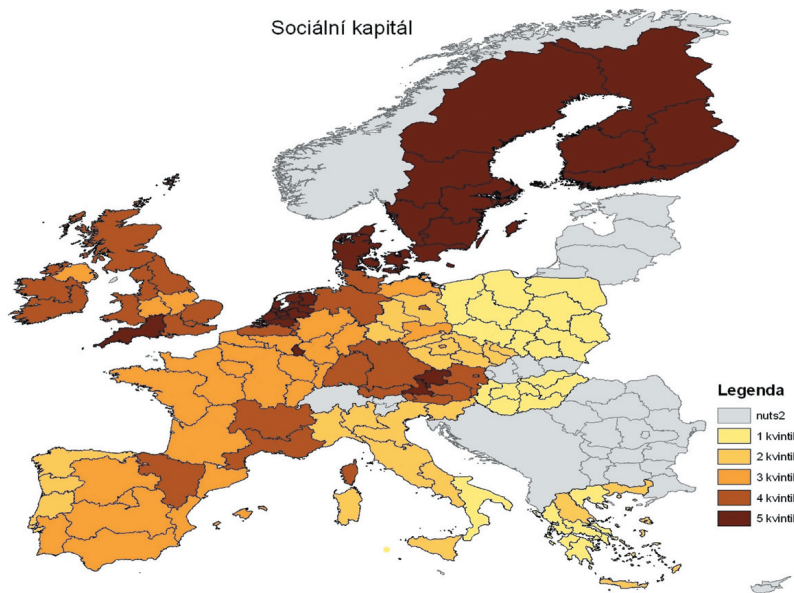 Sociální kapitál
Legenda
nuts2
1 kvintil
2 kvintil
3 kvintil
4 kvintil
5 kvintil